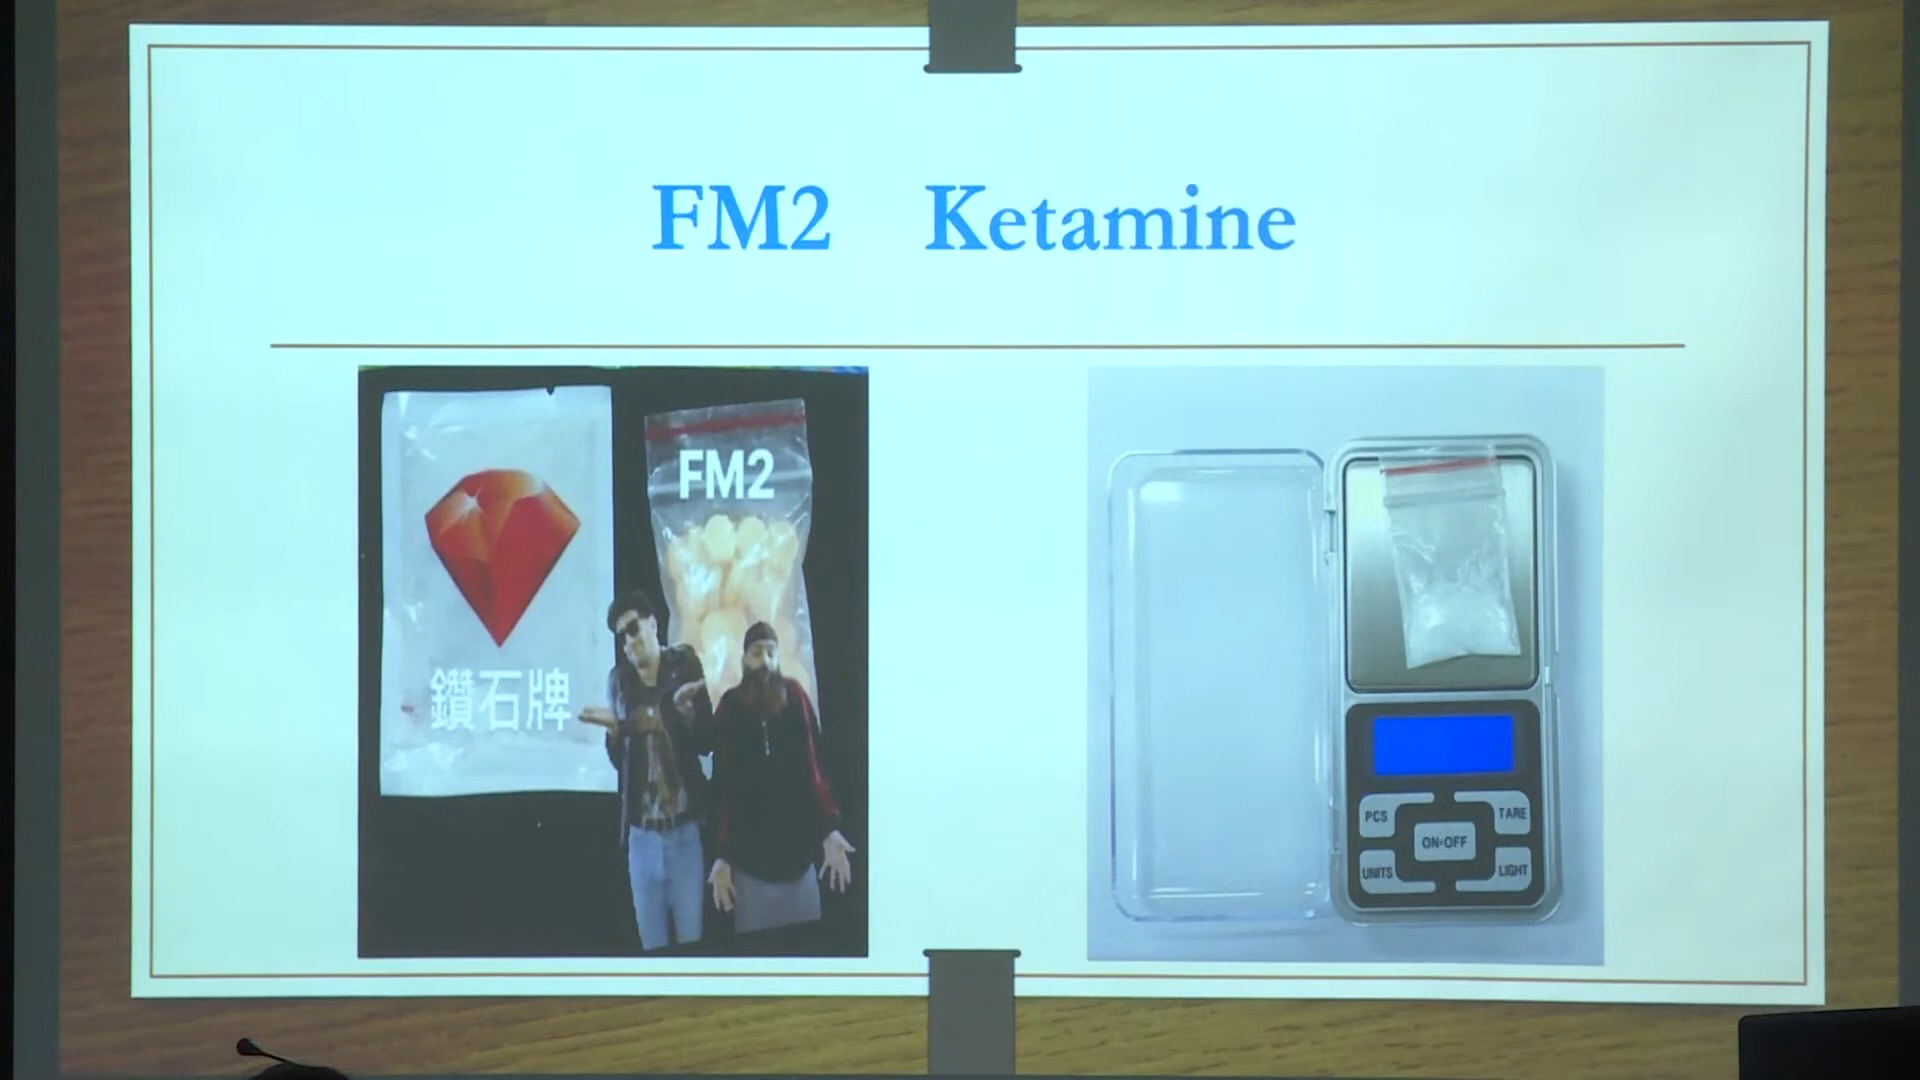 FM2 Ketamine
鑽石牌
FM2
PCS
TARE
ON·OFF
UNITS
LIGHT